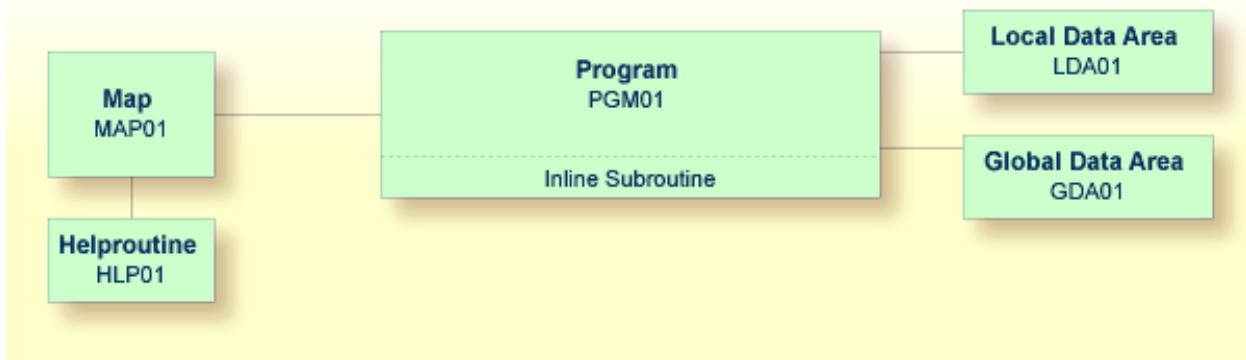 Map
MAP01
Helproutine
HLP01
Program
PGM01
Inline Subroutine
Local Data Area
LDA01
Global Data Area
GDA01